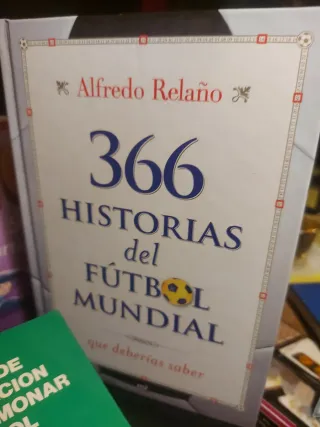 Alfredo Relaño
366
HISTORIAS
del
FÚTBOL
MUNDIAL
que deberías saber
DE
CION
MONAR
OL